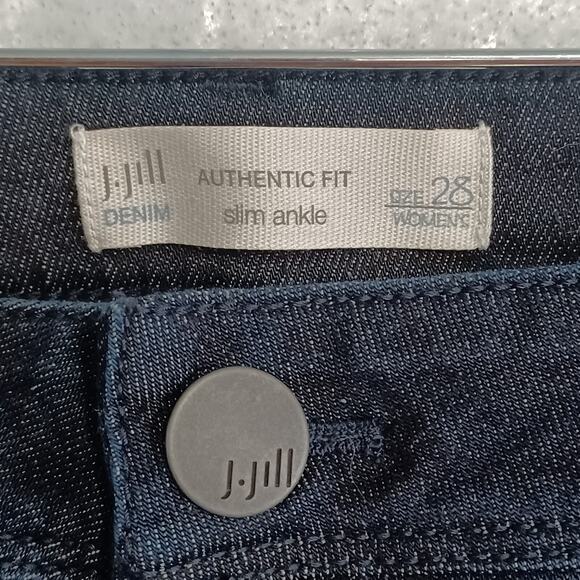 J.Jill AUTHENTIC FIT SIZE 28
DENIM slim ankle WOMEN'S
J.Jill